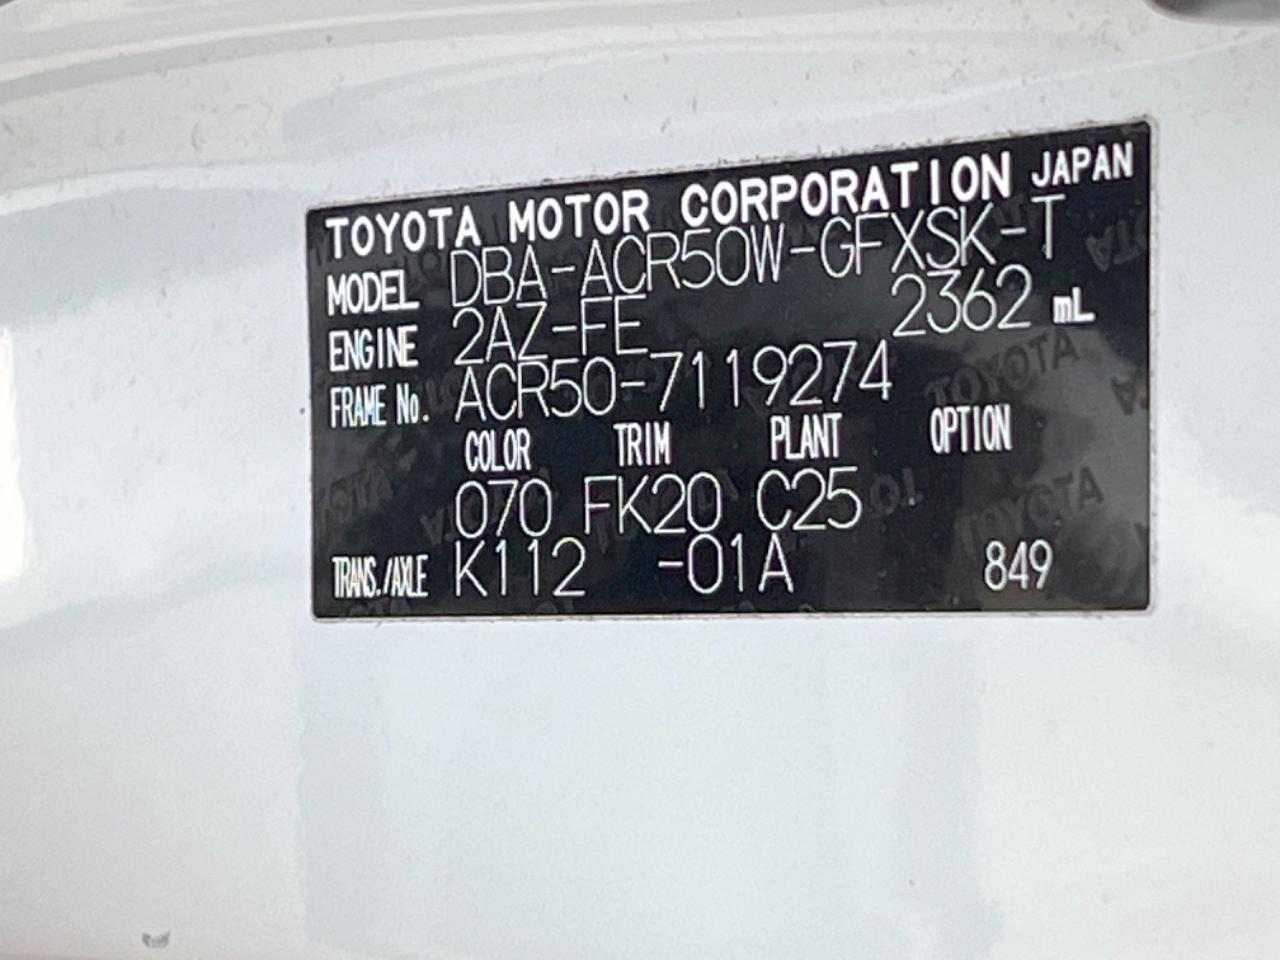 TOYOTA MOTOR CORPORATION JAPAN
MODEL DBA-ACR50W-GFXSK-T
ENGINE 2AZ-FE 2362 mL
FRAME No. ACR50-7119274
COLOR TRIM PLANT OPTION
070 FK20 C25
TRANS./AXLE K112 -01A 849